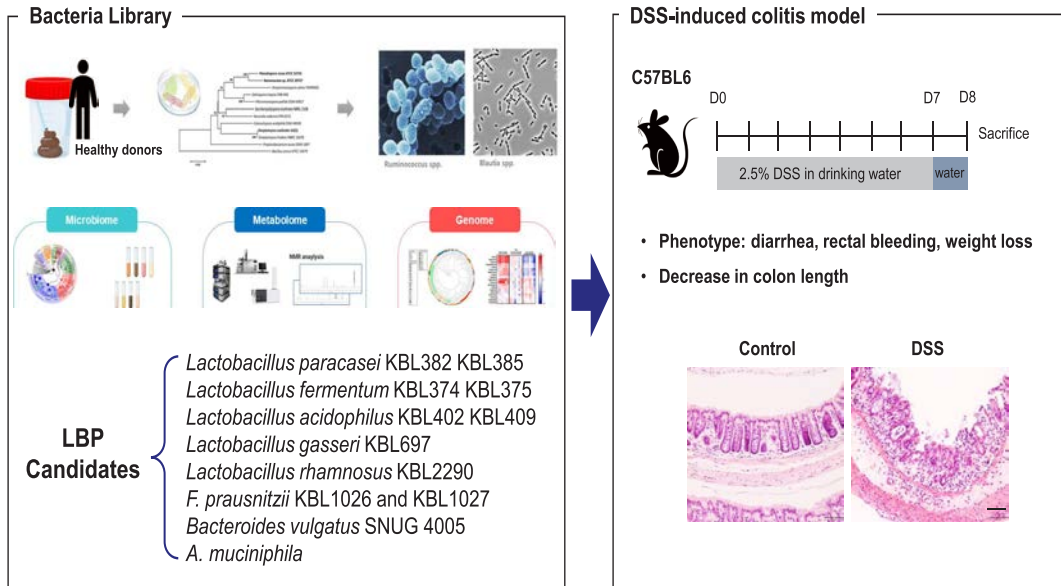 Bacteria Library
Healthy donors
Ruminococcus spp.
Blautia spp.
Microbiome
Metabolome
NMR anaylsis
Genome
LBP
Candidates
Lactobacillus paracasei KBL382 KBL385
Lactobacillus fermentum KBL374 KBL375
Lactobacillus acidophilus KBL402 KBL409
Lactobacillus gasseri KBL697
Lactobacillus rhamnosus KBL2290
F. prausnitzii KBL1026 and KBL1027
Bacteroides vulgatus SNUG 4005
A. muciniphila
DSS-induced colitis model
C57BL6
D0 D7 D8
Sacrifice
2.5% DSS in drinking water water
• Phenotype: diarrhea, rectal bleeding, weight loss
• Decrease in colon length
Control DSS